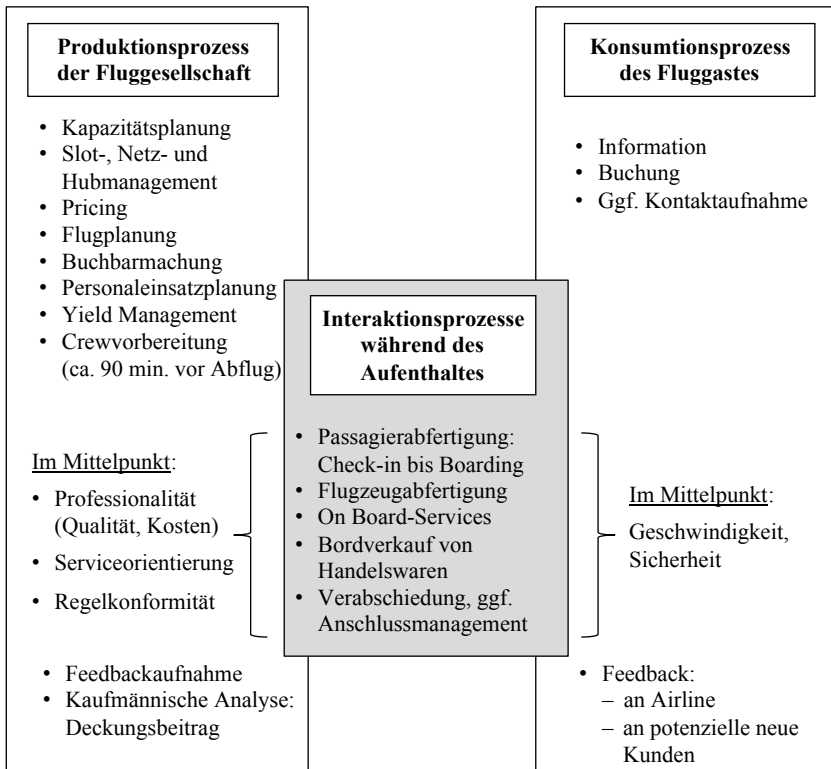 Produktionsprozess
der Fluggesellschaft
• Kapazitätsplanung
• Slot-, Netz- und
Hubmanagement
• Pricing
• Flugplanung
• Buchbarmachung
• Personaleinsatzplanung
• Yield Management
• Crewvorbereitung
(ca. 90 min. vor Abflug)
Im Mittelpunkt:
• Professionalität
(Qualität, Kosten)
• Serviceorientierung
• Regelkonformität
• Feedbackaufnahme
• Kaufmännische Analyse:
Deckungsbeitrag
Interaktionsprozesse
während des
Aufenthaltes
• Passagierabfertigung:
Check-in bis Boarding
• Flugzeugabfertigung
• On Board-Services
• Bordverkauf von
Handelswaren
• Verabschiedung, ggf.
Anschlussmanagement
Konsumtionsprozess
des Fluggastes
• Information
• Buchung
• Ggf. Kontaktaufnahme
Im Mittelpunkt:
Geschwindigkeit,
Sicherheit
• Feedback:
– an Airline
– an potenzielle neue
Kunden